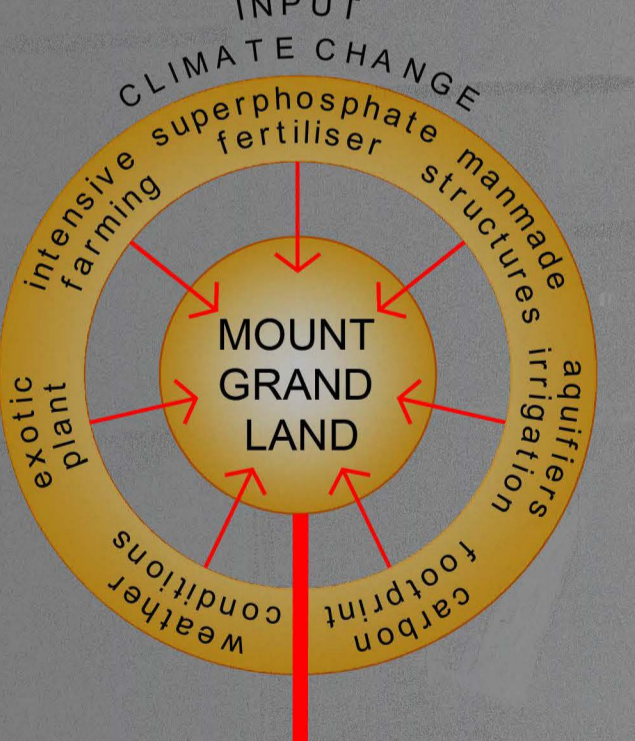 INPUT
CLIMATE CHANGE
superphosphate
fertiliser
manmade
structures
aquifiers
irrigation
carbon
footprint
weather
conditions
exotic
plant
intensive
farming
MOUNT
GRAND
LAND